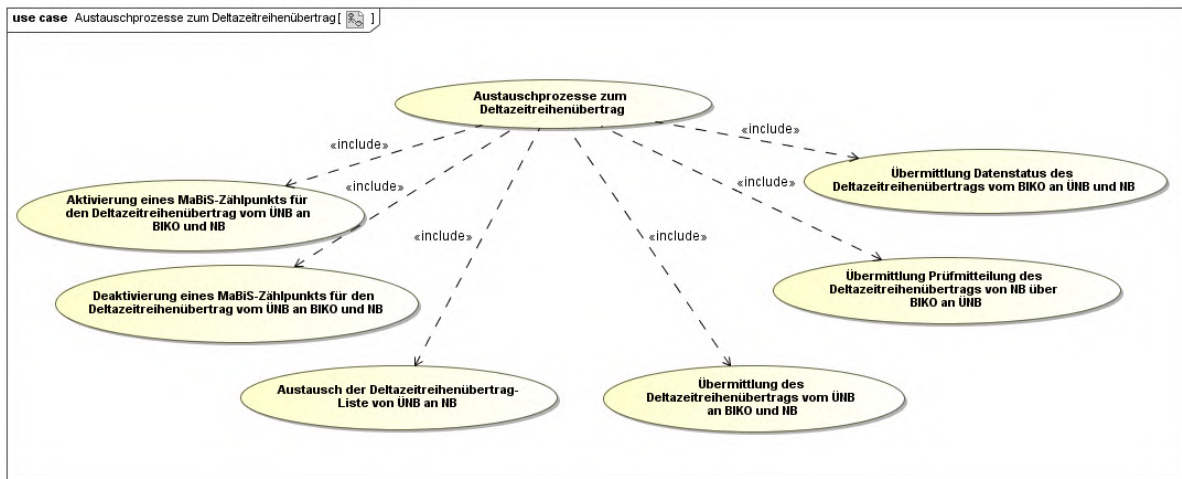 use case Austauschprozesse zum Deltazeitreihenübertrag[ ]
Austauschprozesse zum
Deltazeitreihenübertrag
«include»
«include»
«include»
«include»
«include»
Übermittlung Datenstatus des
Deltazeitreihenübertrags vom BIKO an ÜNB und NB
Aktivierung eines MaBiS-Zählpunkts für
den Deltazeitreihenübertrag vom ÜNB an
BIKO und NB
Übermittlung Prüfmitteilung des
Deltazeitreihenübertrags von NB über
BIKO an ÜNB
Deaktivierung eines MaBiS-Zählpunkts für den
Deltazeitreihenübertrag vom ÜNB an BIKO und NB
Austausch der Deltazeitreihenübertrag-
Liste von ÜNB an NB
Übermittlung des
Deltazeitreihenübertrags vom ÜNB
an BIKO und NB